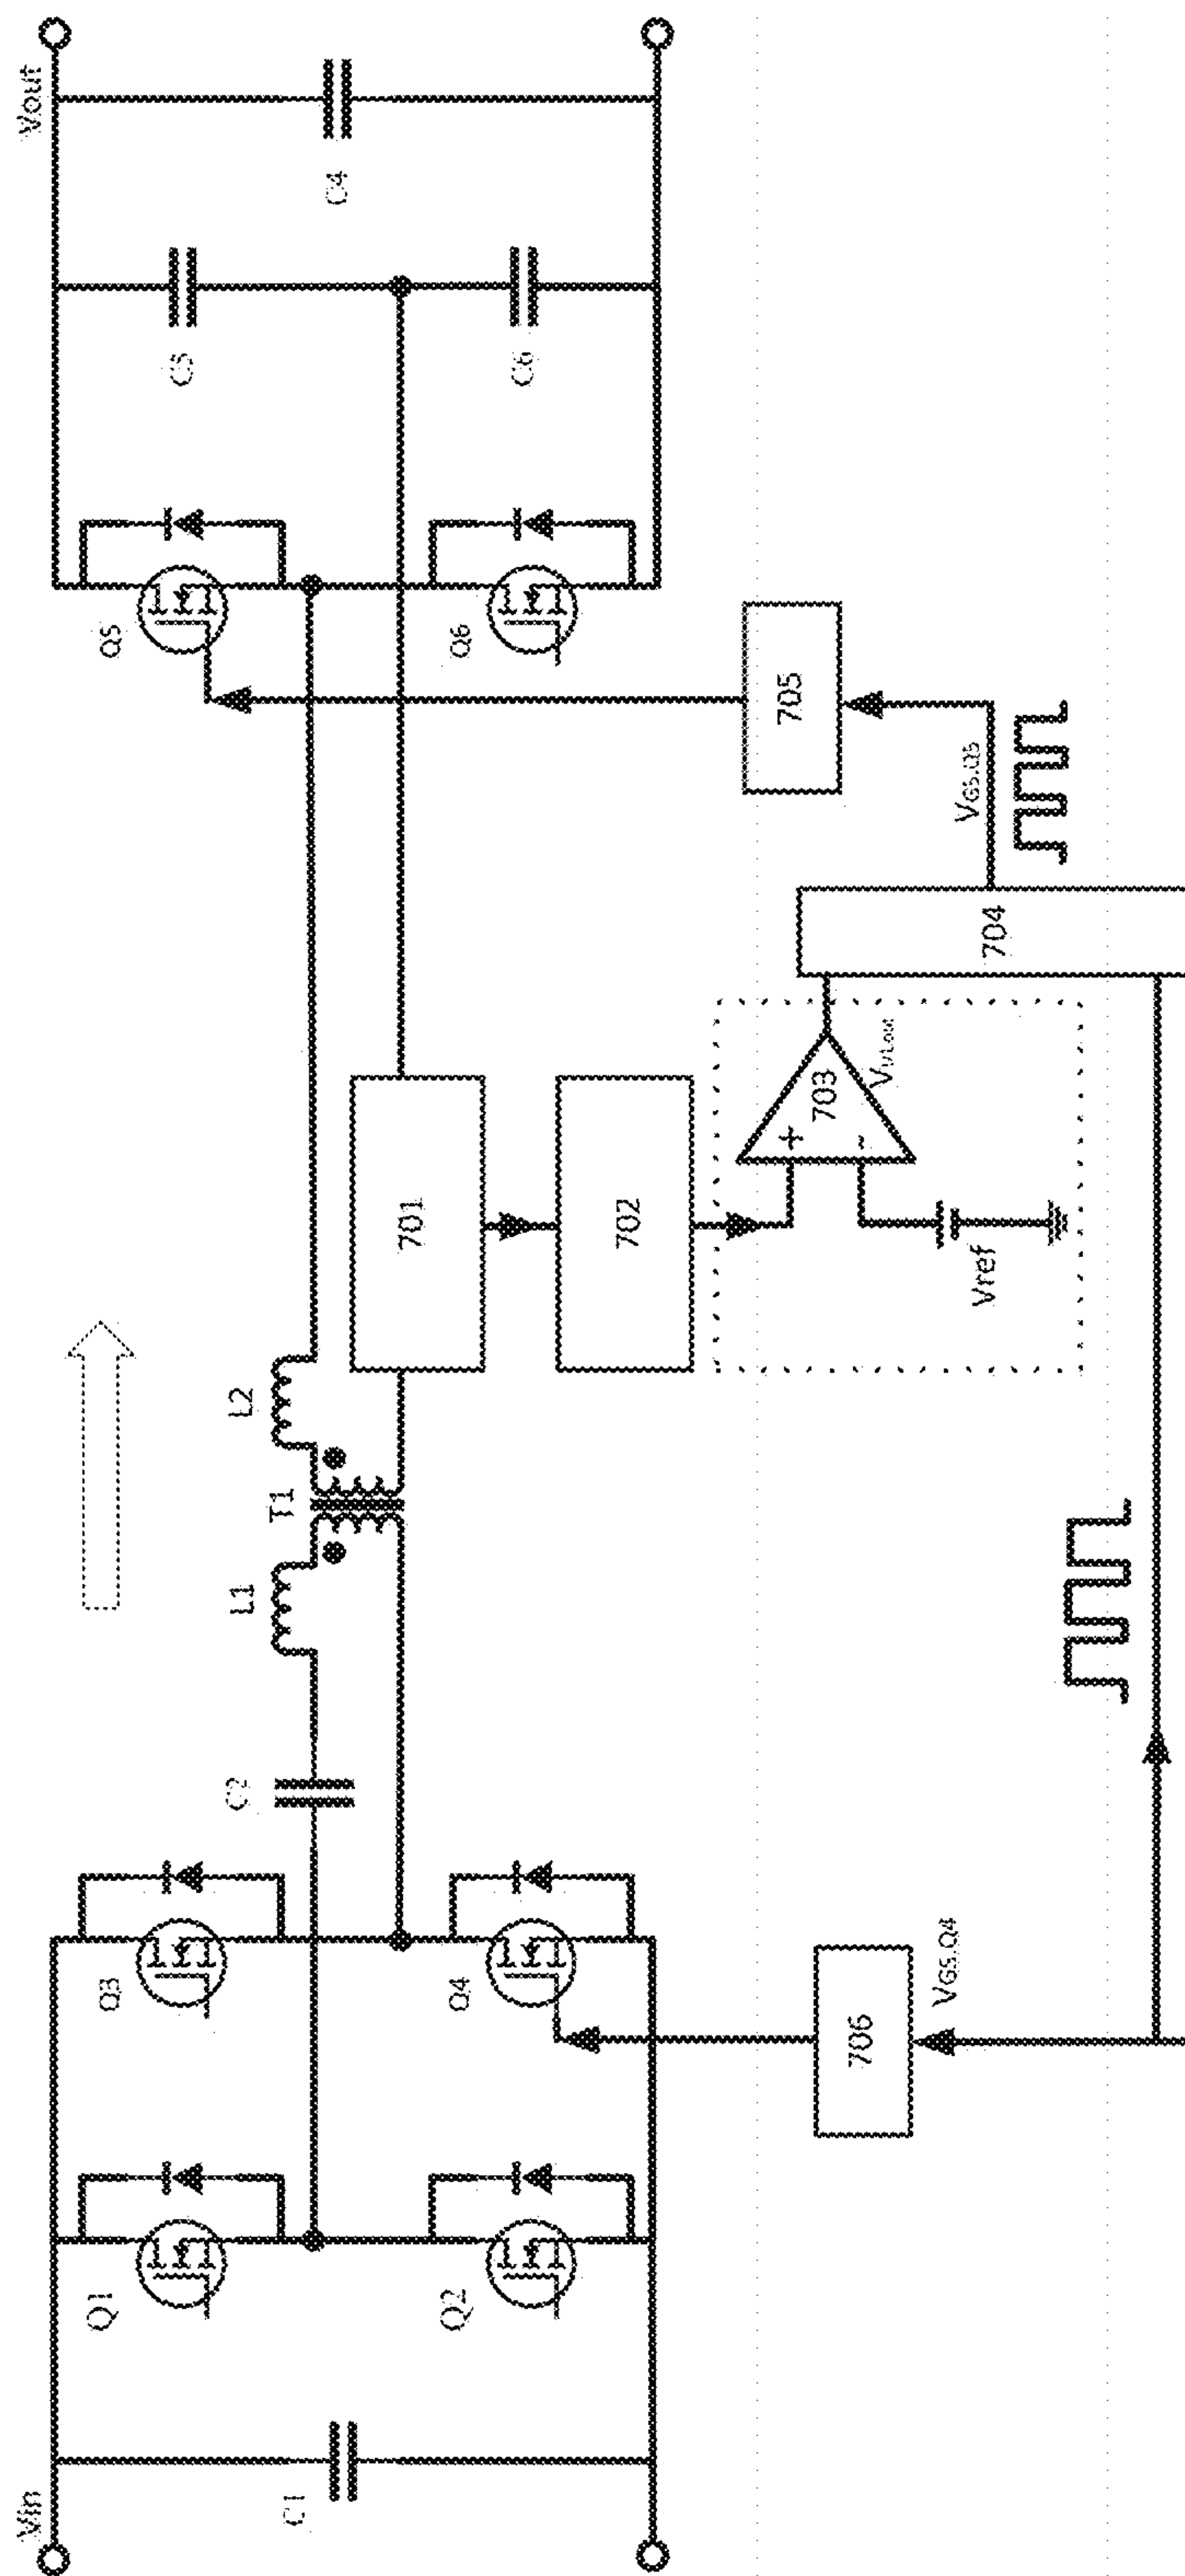 Vin
Vout
C1
Q1
Q2
Q3
Q4
C2
L1
T1
L2
Q5
Q6
C5
C6
C4
701
702
703
+
-
Vref
704
705
VGS.Q5
706
VGS.Q4